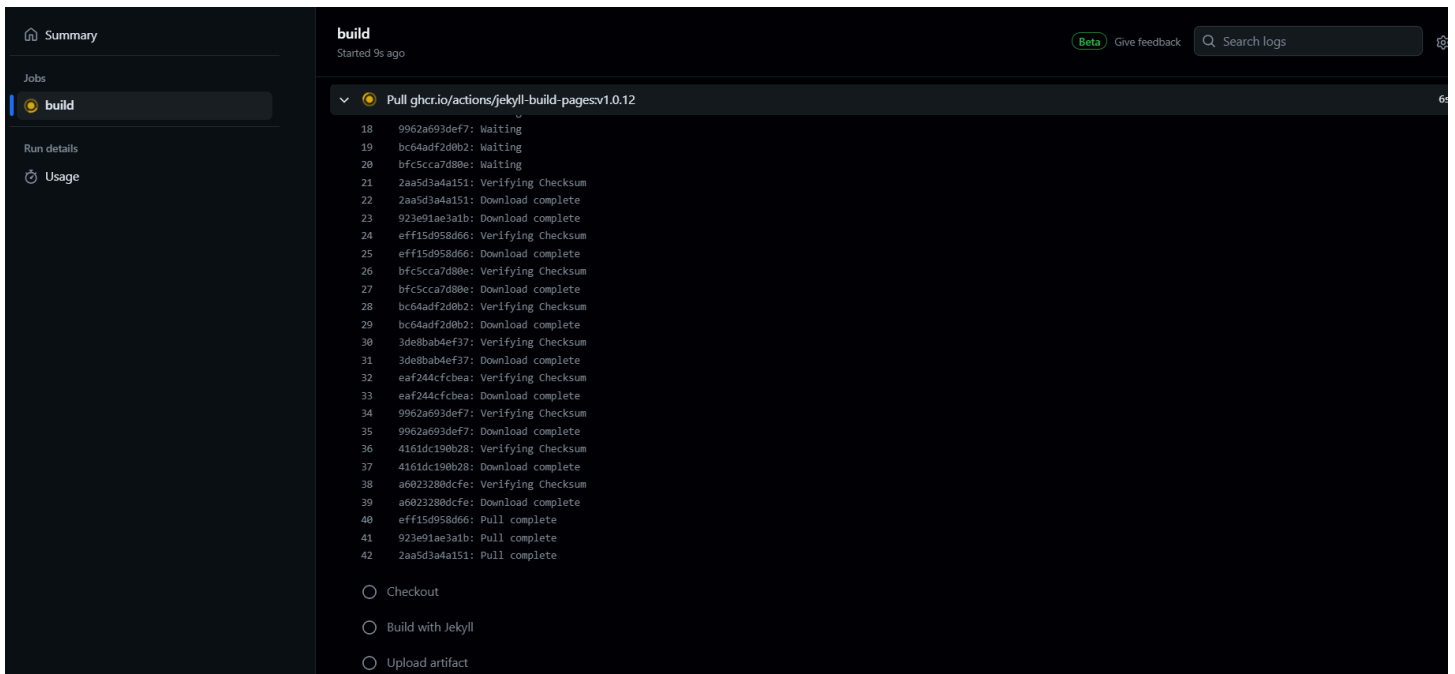 Summary
Jobs
build
Run details
Usage
build
Started 9s ago
Beta Give feedback Search logs
Pull ghcr.io/actions/jekyll-build-pages:v1.0.12 6s
18 9962a693def7: Waiting
19 bc64adf2d0b2: Waiting
20 bfc5cca7d80e: Waiting
21 2aa5d3a4a151: Verifying Checksum
22 2aa5d3a4a151: Download complete
23 923e91ae3a1b: Download complete
24 eff15d958d66: Verifying Checksum
25 eff15d958d66: Download complete
26 bfc5cca7d80e: Verifying Checksum
27 bfc5cca7d80e: Download complete
28 bc64adf2d0b2: Verifying Checksum
29 bc64adf2d0b2: Download complete
30 3de8bab4ef37: Verifying Checksum
31 3de8bab4ef37: Download complete
32 eaf244cfcbea: Verifying Checksum
33 eaf244cfcbea: Download complete
34 9962a693def7: Verifying Checksum
35 9962a693def7: Download complete
36 4161dc190b28: Verifying Checksum
37 4161dc190b28: Download complete
38 a6023280dcfe: Verifying Checksum
39 a6023280dcfe: Download complete
40 eff15d958d66: Pull complete
41 923e91ae3a1b: Pull complete
42 2aa5d3a4a151: Pull complete
Checkout
Build with Jekyll
Upload artifact